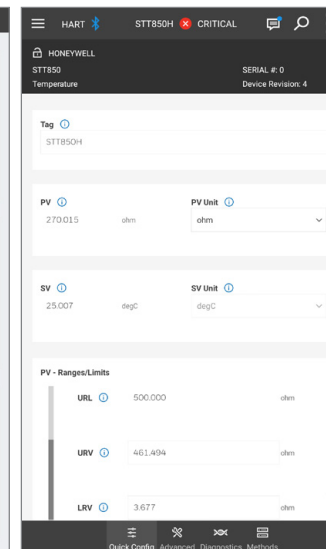 HART STT850H CRITICAL
HONEYWELL
STT850 SERIAL #: 0
Temperature Device Revision: 4
Tag
STT850H
PV PV Unit
270.015 ohm ohm
SV SV Unit
25.007 degC degC
PV - Ranges/Limits
URL 500.000 ohm
URV 461.494 ohm
LRV 3.677 ohm
Quick Config Advanced Diagnostics Methods